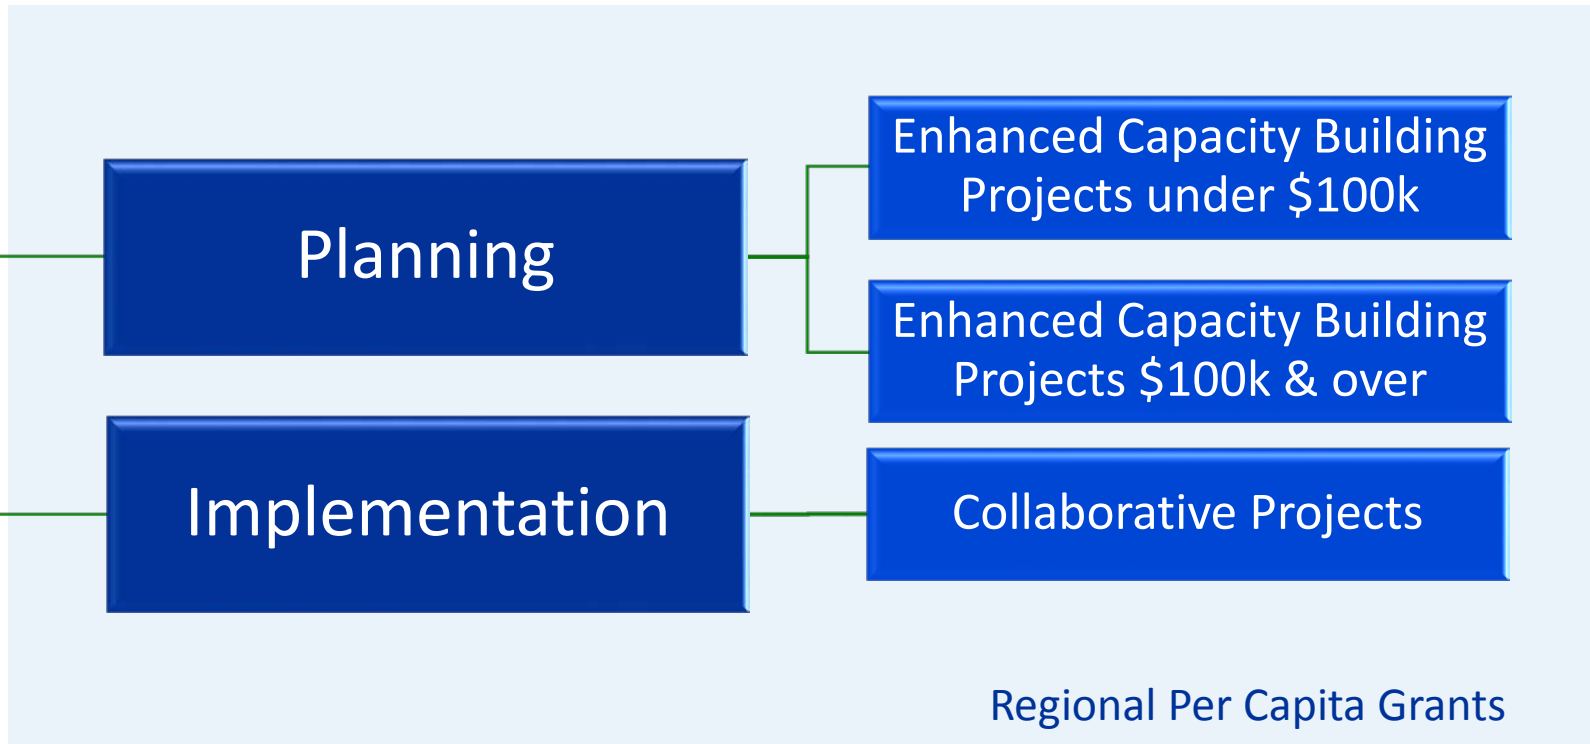 Planning
Enhanced Capacity Building
Projects under $100k
Enhanced Capacity Building
Projects $100k & over
Implementation
Collaborative Projects
Regional Per Capita Grants